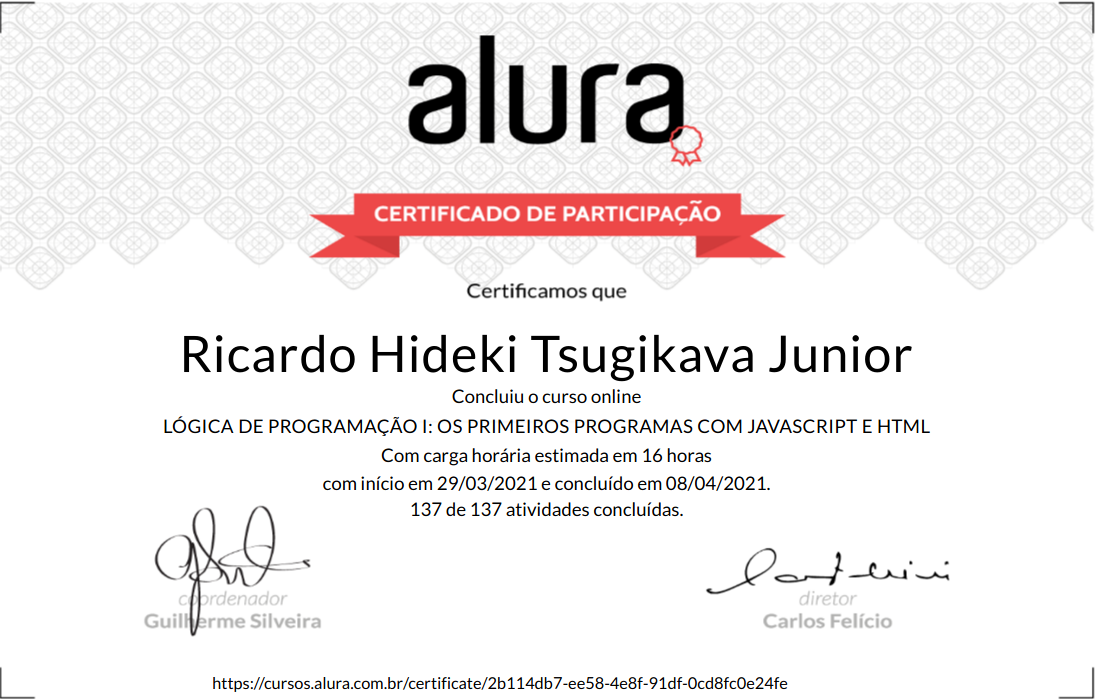 alura
CERTIFICADO DE PARTICIPAÇÃO
Certificamos que
Ricardo Hideki Tsugikava Junior
Concluiu o curso online
LÓGICA DE PROGRAMAÇÃO I: OS PRIMEIROS PROGRAMAS COM JAVASCRIPT E HTML
Com carga horária estimada em 16 horas
com início em 29/03/2021 e concluído em 08/04/2021.
137 de 137 atividades concluídas.
coordenador
Guilherme Silveira
diretor
Carlos Felício
https://cursos.alura.com.br/certificate/2b114db7-ee58-4e8f-91df-0cd8fc0e24fe